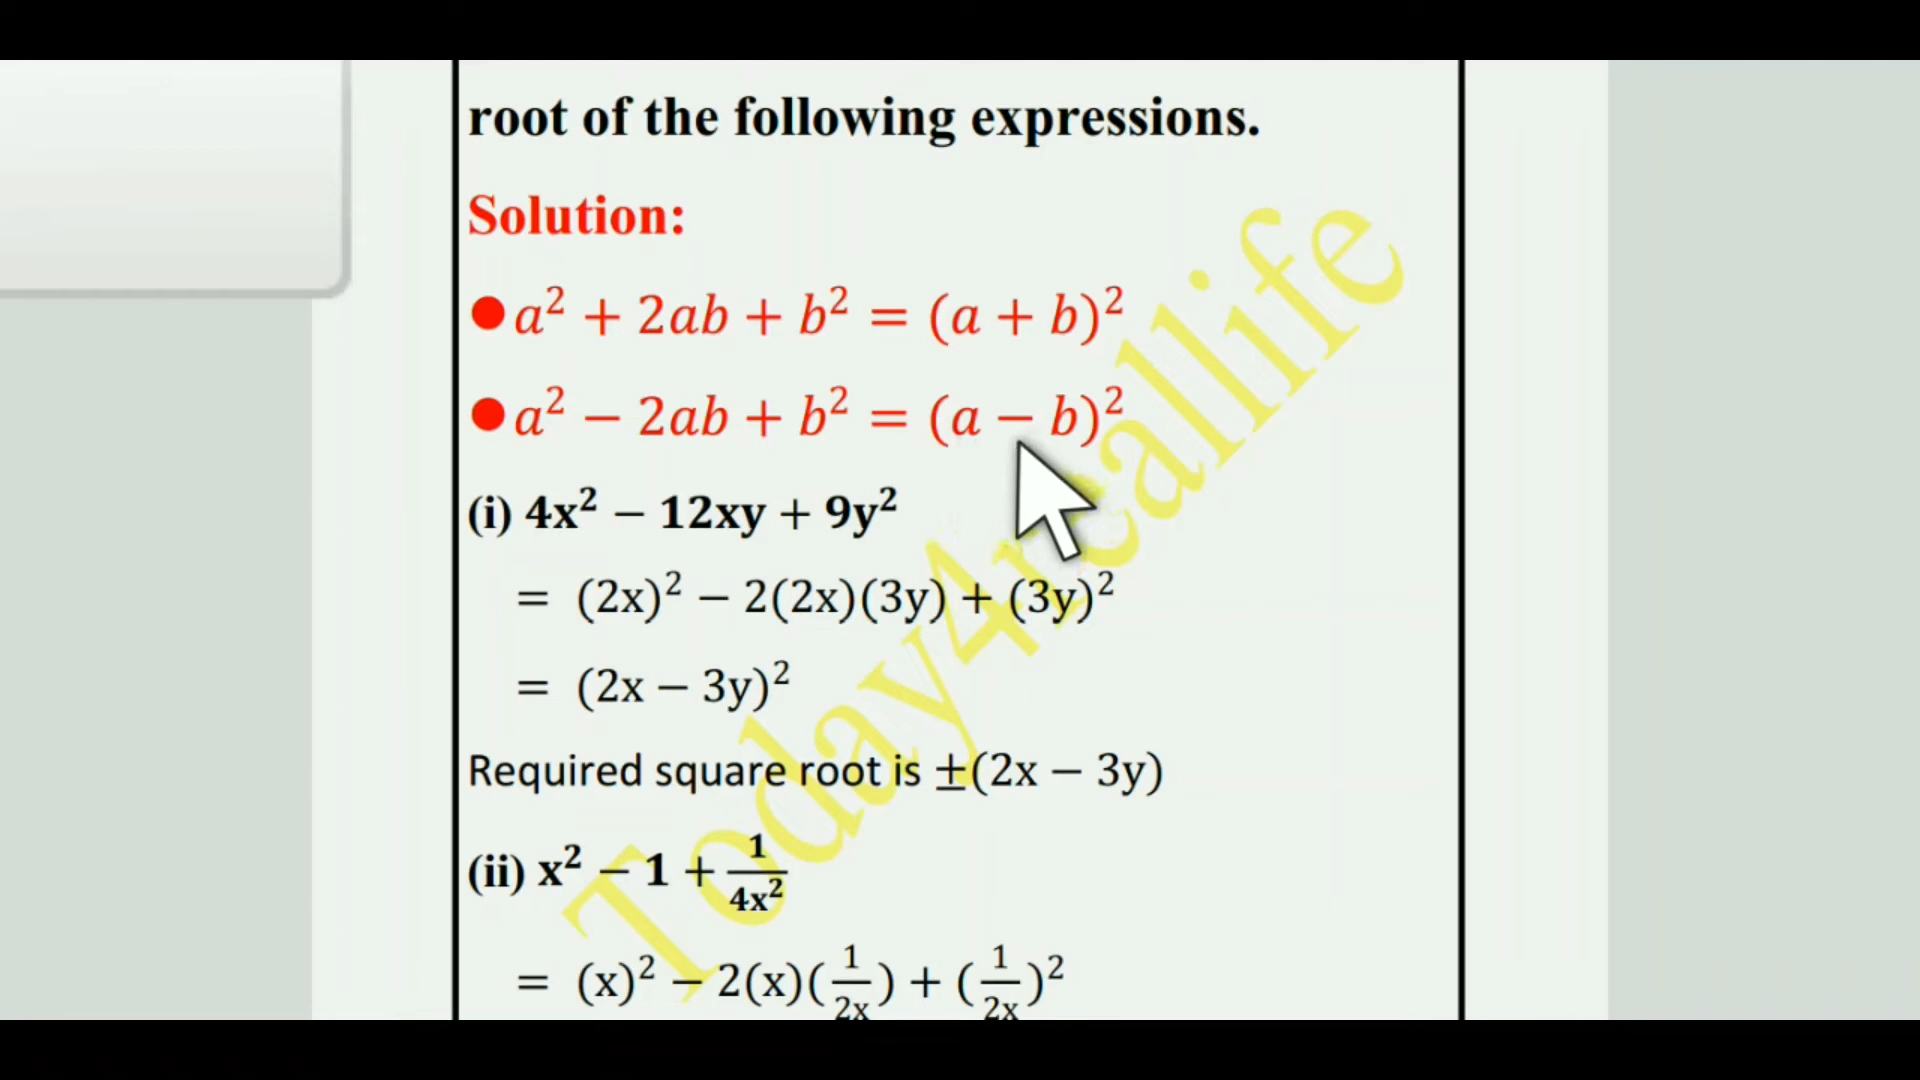 root of the following expressions.
Solution:
●a² + 2ab + b² = (a + b)²
●a² − 2ab + b² = (a − b)²
(i) 4x² − 12xy + 9y²
= (2x)² − 2(2x)(3y) + (3y)²
= (2x − 3y)²
Required square root is ±(2x − 3y)
(ii) x² − 1 + 1/4x²
= (x)² − 2(x)(1/2x) + (1/2x)²
Today4reallife